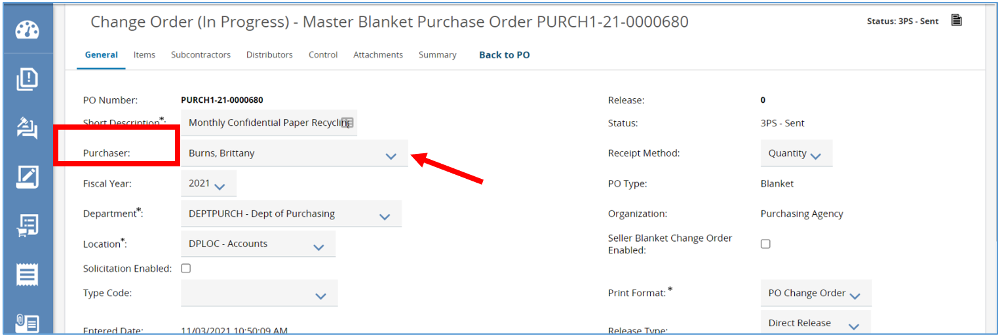 Change Order (In Progress) - Master Blanket Purchase Order PURCH1-21-0000680
Status: 3PS - Sent
General Items Subcontractors Distributors Control Attachments Summary Back to PO
PO Number: PURCH1-21-0000680
Release: 0
Short Description*: Monthly Confidential Paper Recycling
Status: 3PS - Sent
Purchaser: Burns, Brittany
Receipt Method: Quantity
Fiscal Year: 2021
PO Type: Blanket
Department*: DEPTPURCH - Dept of Purchasing
Organization: Purchasing Agency
Location*: DPLOC - Accounts
Seller Blanket Change Order
Enabled:
Solicitation Enabled:
Type Code:
Print Format: * PO Change Order
Entered Date: 11/03/2021 10:50:09 AM
Release Type: Direct Release